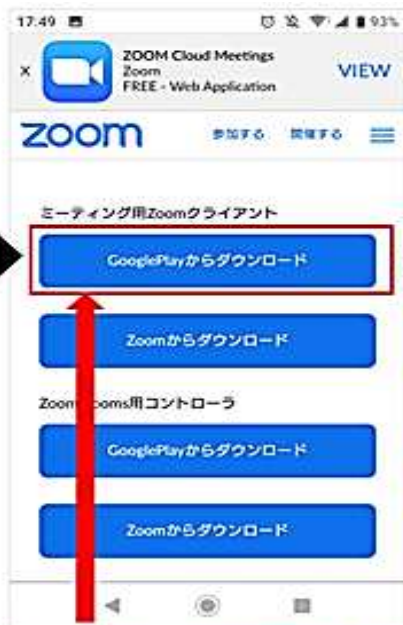 17:49 93%
× ZOOM Cloud Meetings
Zoom
FREE - Web Application
VIEW
zoom 参加する 開催する
ミーティング用Zoomクライアント
GooglePlayからダウンロード
Zoomからダウンロード
Zoom ooms用コントローラ
GooglePlayからダウンロード
Zoomからダウンロード